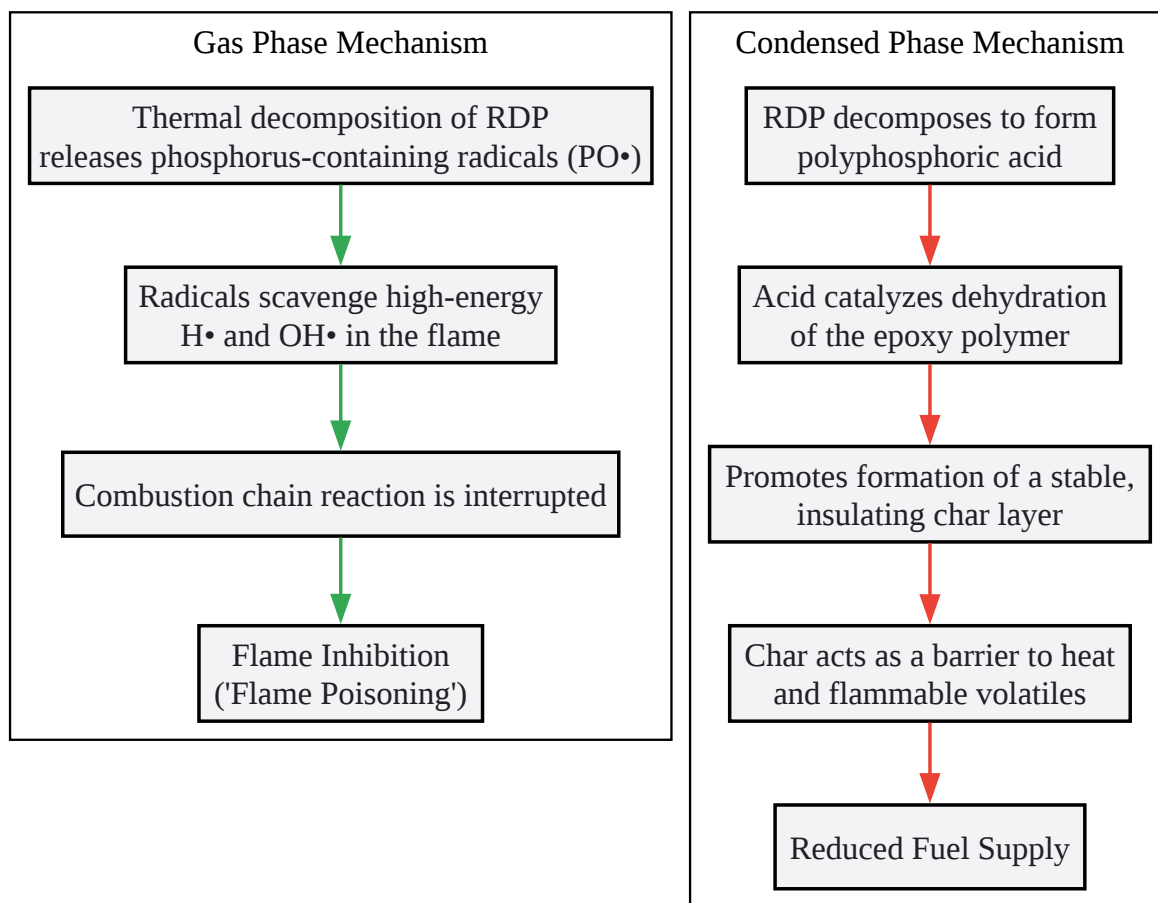 Gas Phase Mechanism
Thermal decomposition of RDP
releases phosphorus-containing radicals (PO•)
Radicals scavenge high-energy
H• and OH• in the flame
Combustion chain reaction is interrupted
Flame Inhibition
('Flame Poisoning')
Condensed Phase Mechanism
RDP decomposes to form
polyphosphoric acid
Acid catalyzes dehydration
of the epoxy polymer
Promotes formation of a stable,
insulating char layer
Char acts as a barrier to heat
and flammable volatiles
Reduced Fuel Supply